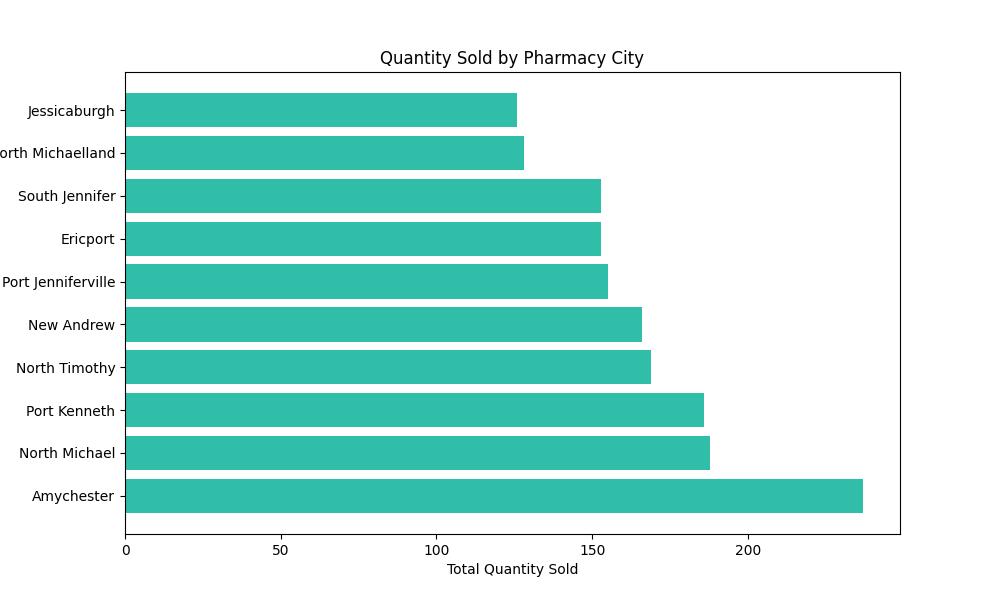 Quantity Sold by Pharmacy City
Jessicaburgh
orth Michaelland
South Jennifer
Ericport
Port Jenniferville
New Andrew
North Timothy
Port Kenneth
North Michael
Amychester
0 50 100 150 200
Total Quantity Sold